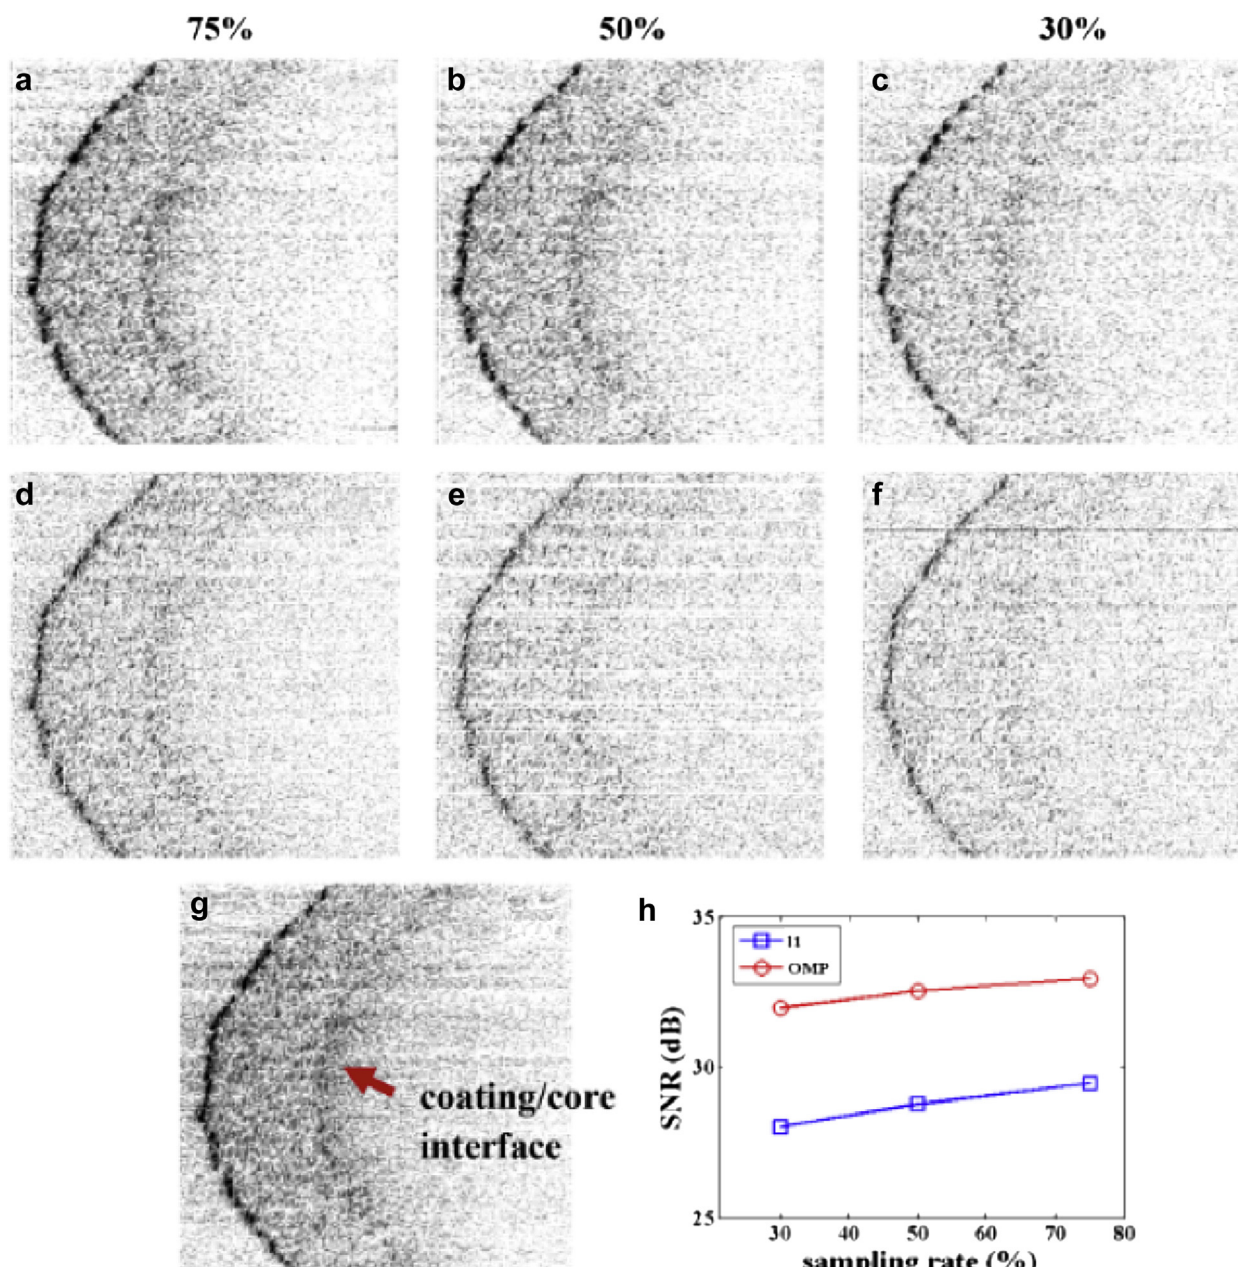 75% 50% 30%
a b c
d e f
g
coating/core
interface
h
35
30
25
SNR (dB)
l1
OMP
30 40 50 60 70 80
sampling rate (%)